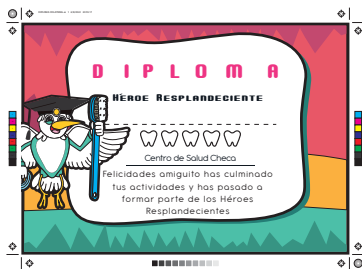 DIPLOMA
HÉROE RESPLANDECIENTE
Centro de Salud Checa
Felicidades amiguito has culminado
tus actividades y has pasado a
formar parte de los Héroes
Resplandecientes